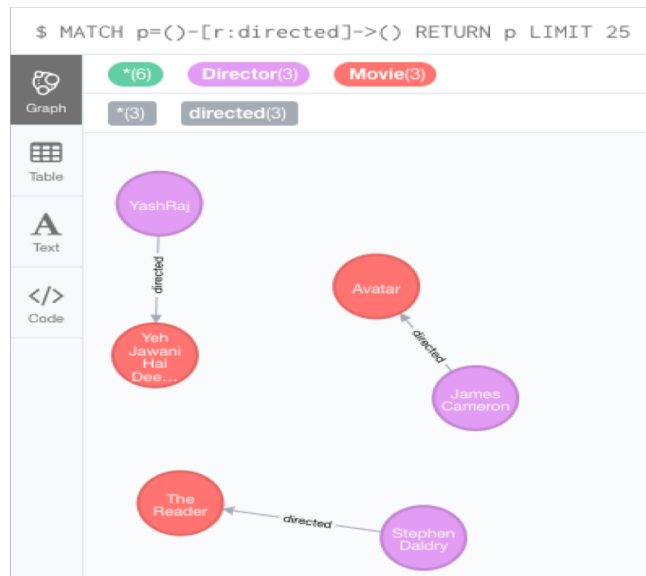 $ MATCH p=()-[r:directed]->() RETURN p LIMIT 25
Graph
*(6) Director(3) Movie(3)
*(3) directed(3)
Table
Text
Code
YashRaj
directed
Yeh
Jawani
Hai
Dee...
Avatar
directed
James
Cameron
The
Reader
directed
Stephen
Daldry